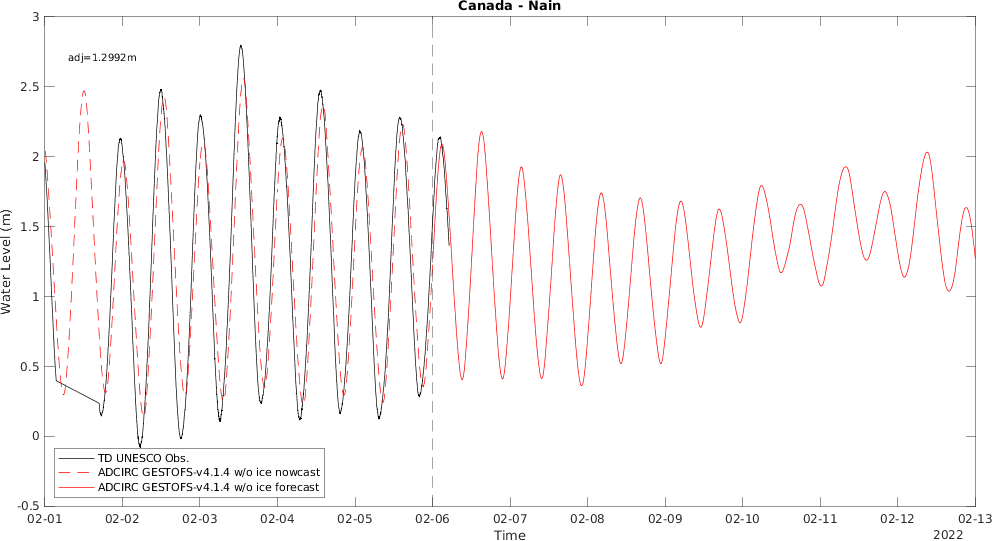 Canada - Nain
adj=1.2992m
Water Level (m)
3
2.5
2
1.5
1
0.5
0
-0.5
TD UNESCO Obs.
ADCIRC GESTOFS-v4.1.4 w/o ice nowcast
ADCIRC GESTOFS-v4.1.4 w/o ice forecast
02-01 02-02 02-03 02-04 02-05 02-06 02-07 02-08 02-09 02-10 02-11 02-12 02-13
Time
2022